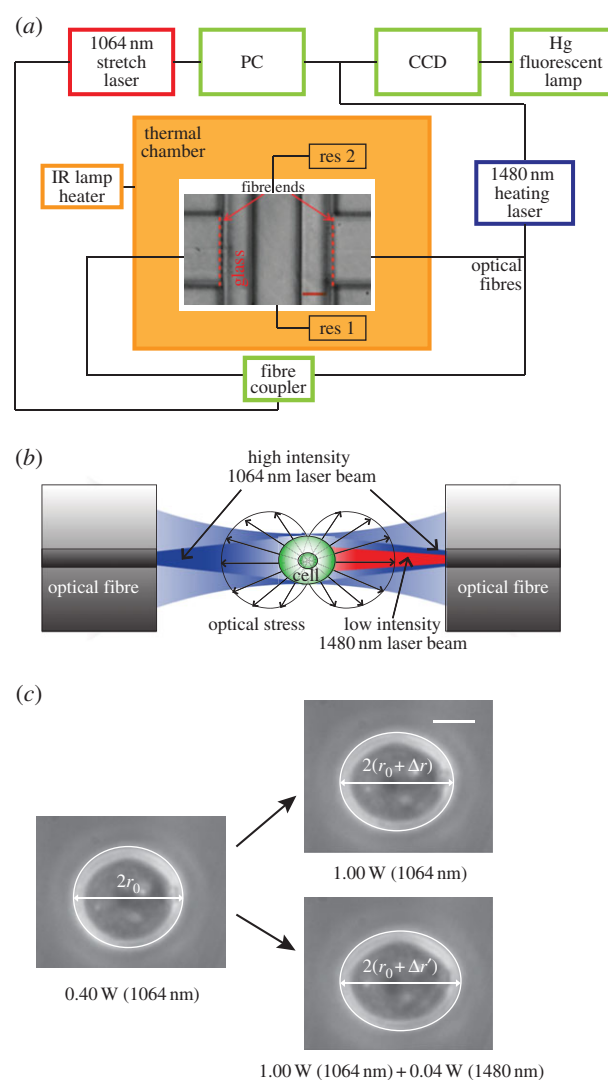 (a)
1064 nm
stretch
laser
PC
CCD
Hg
fluorescent
lamp
thermal
chamber
res 2
IR lamp
heater
fibre ends
1480 nm
heating
laser
glass
optical
fibres
res 1
fibre
coupler
(b)
high intensity
1064 nm laser beam
optical fibre
cell
optical fibre
optical stress
low intensity
1480 nm laser beam
(c)
2(r₀ + Δr)
1.00 W (1064 nm)
2r₀
0.40 W (1064 nm)
2(r₀ + Δr′)
1.00 W (1064 nm) + 0.04 W (1480 nm)